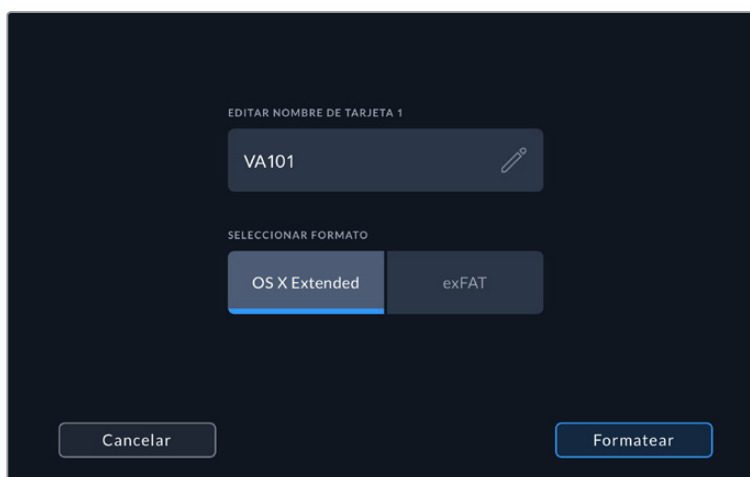 EDITAR NOMBRE DE TARJETA 1
VA101
SELECCIONAR FORMATO
OS X Extended exFAT
Cancelar Formatear